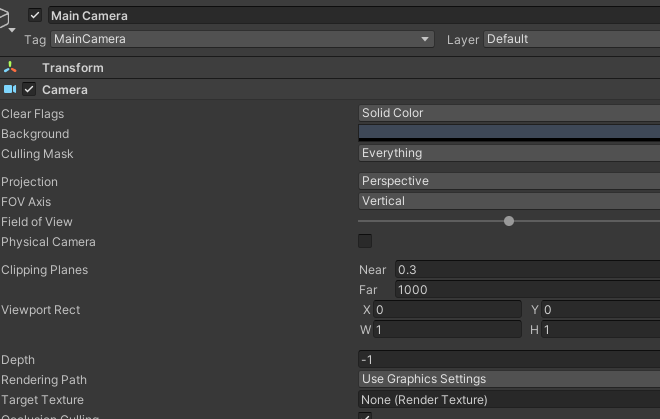 Main Camera
Tag MainCamera Layer Default
Transform
Camera
Clear Flags Solid Color
Background
Culling Mask Everything
Projection Perspective
FOV Axis Vertical
Field of View
Physical Camera
Clipping Planes Near 0.3
Far 1000
Viewport Rect X 0 Y 0
W 1 H 1
Depth -1
Rendering Path Use Graphics Settings
Target Texture None (Render Texture)
Occlusion Culling